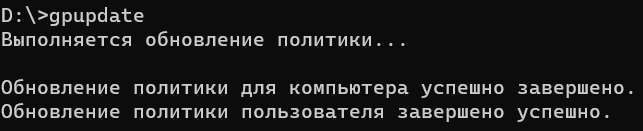 D:\>gpupdate
Выполняется обновление политики...
Обновление политики для компьютера успешно завершено.
Обновление политики пользователя завершено успешно.